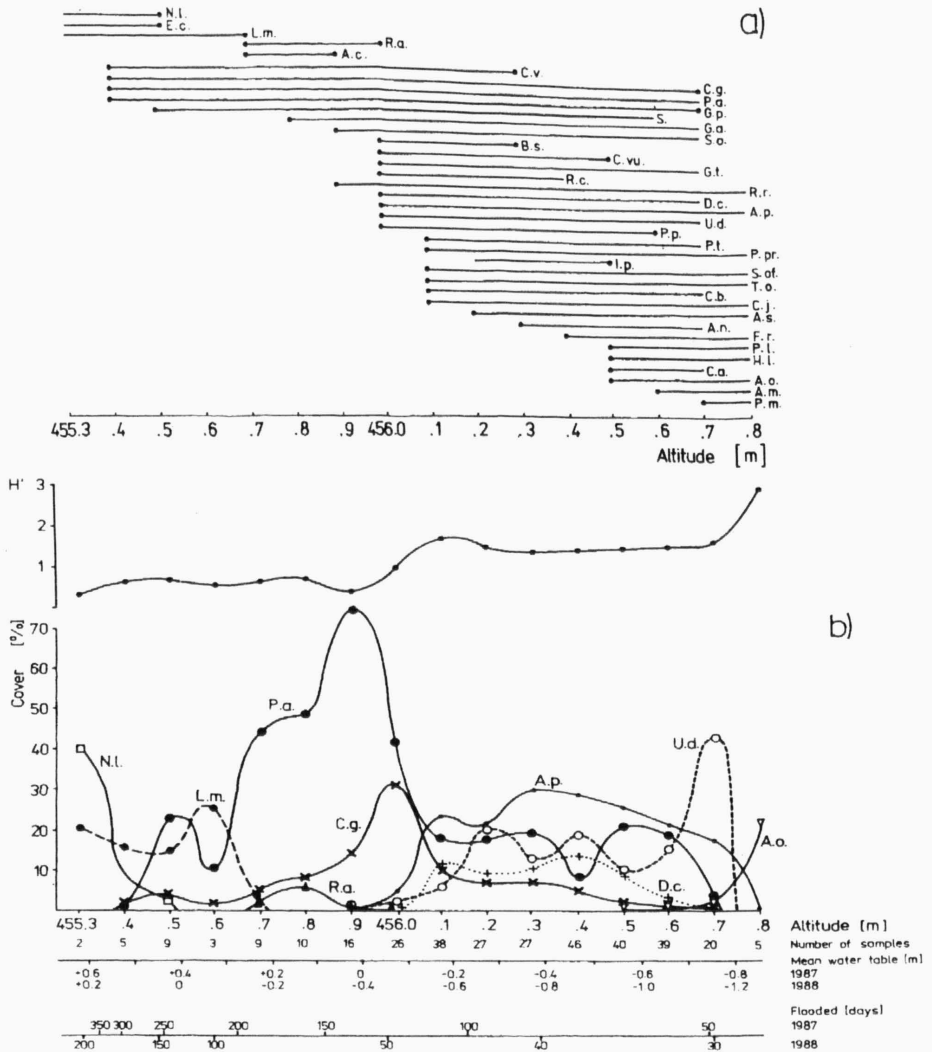 N.l.
a)
E.c.
L.m.
R.a.
A.c.
C.v.
C.g.
P.a.
G.p.
S.
G.a.
S.a.
B.s.
C.vu.
G.t.
R.c.
R.r.
D.c.
A.p.
U.d.
P.p.
P.t.
P.pr.
I.p.
S.of.
T.o.
C.b.
C.j.
A.s.
A.n.
F.r.
P.l.
H.l.
C.a.
A.o.
A.m.
P.m.
455.3 .4 .5 .6 .7 .8 .9 456.0 .1 .2 .3 .4 .5 .6 .7 .8
Altitude [m]
H' 3
2
1
b)
Cover [%]
70
60
50
40
30
20
10
P.a.
N.l.
L.m.
C.g.
R.a.
A.p.
U.d.
D.c.
A.o.
455.3 .4 .5 .6 .7 .8 .9 456.0 .1 .2 .3 .4 .5 .6 .7 .8 Altitude [m]
2 5 9 3 9 10 16 26 38 27 27 46 40 39 20 5 Number of samples
Mean water table [m]
+0.6 +0.4 +0.2 0 -0.2 -0.4 -0.6 -0.8 1987
+0.2 0 -0.2 -0.4 -0.6 -0.8 -1.0 -1.2 1988
Flooded [days]
350 300 250 200 150 100 50 1987
200 150 100 50 40 30 1988